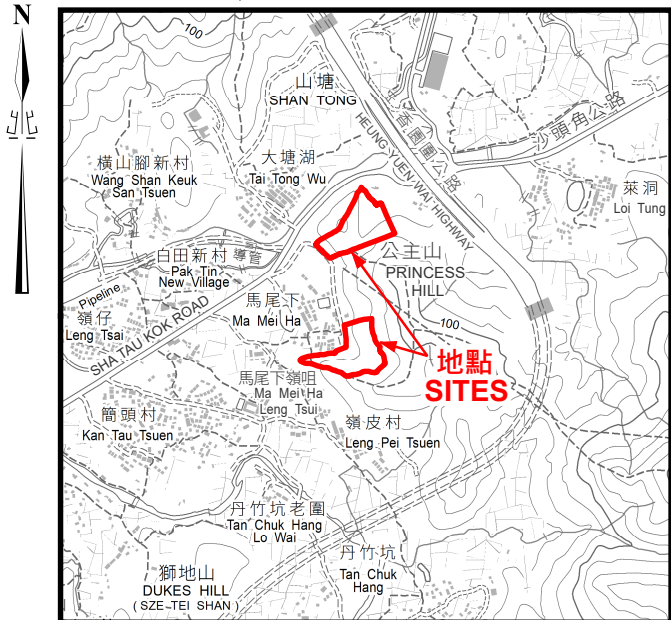 N
北
100
山塘
SHAN TONG
香園圍公路
HEUNG YUEN WAI HIGHWAY
沙頭角公路
橫山腳新村
Wang Shan Keuk
San Tsuen
大塘湖
Tai Tong Wu
萊洞
Loi Tung
公主山
PRINCESS
HILL
白田新村
Pak Tin
New Village
導管
Pipeline
馬尾下
Ma Mei Ha
100
嶺仔
Leng Tsai
SHA TAU KOK ROAD
地點
SITES
馬尾下嶺咀
Ma Mei Ha
Leng Tsui
簡頭村
Kan Tau Tsuen
嶺皮村
Leng Pei Tsuen
丹竹坑老圍
Tan Chuk Hang
Lo Wai
丹竹坑
Tan Chuk
Hang
獅地山
DUKES HILL
( SZE TEI SHAN )